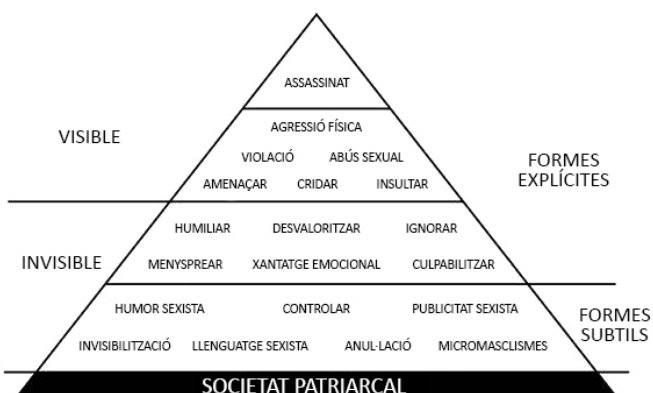 ASSASSINAT
AGRESSIÓ FÍSICA
VISIBLE
VIOLACIÓ ABÚS SEXUAL
FORMES
EXPLÍCITES
AMENAÇAR CRIDAR INSULTAR
HUMILIAR DESVALORITZAR IGNORAR
INVISIBLE
MENYSPREAR XANTATGE EMOCIONAL CULPABILITZAR
HUMOR SEXISTA CONTROLAR PUBLICITAT SEXISTA
FORMES
SUBTILS
INVISIBILITZACIÓ LLENGUATGE SEXISTA ANUL·LACIÓ MICROMASCLISMES
SOCIETAT PATRIARCAL